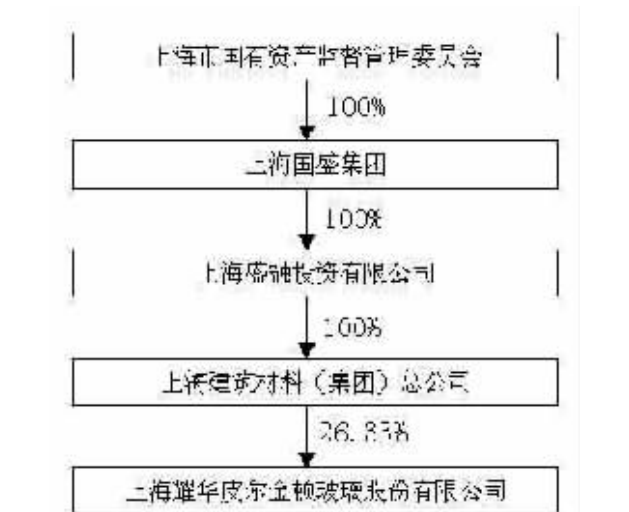 上海市国有资产监督管理委员会
100%
上海国盛集团
100%
上海盛融投资有限公司
100%
上海建筑材料（集团）总公司
26.83%
上海耀华皮尔金顿玻璃股份有限公司